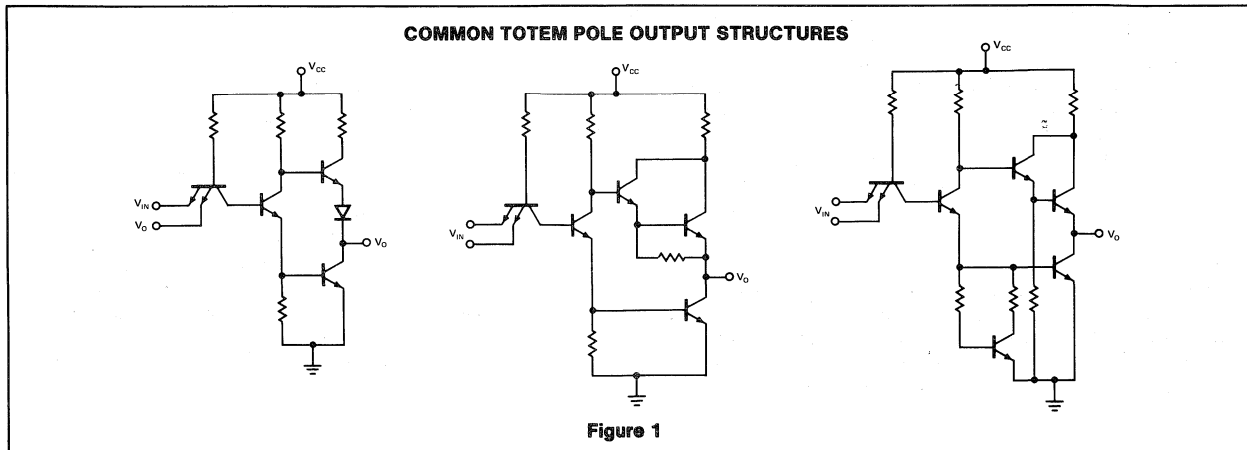 COMMON TOTEM POLE OUTPUT STRUCTURES
VCC
VIN
VO
VO
VCC
VIN
VO
VCC
VIN
VO
Figure 1